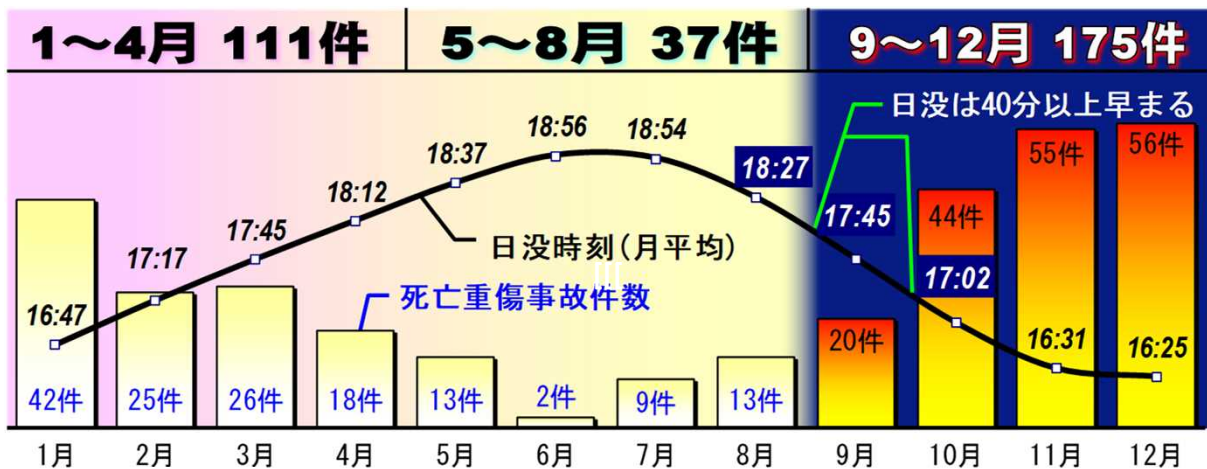 1～4月 111件
5～8月 37件
9～12月 175件
日没は40分以上早まる
16:47
17:17
17:45
18:12
18:37
18:56
18:54
18:27
17:45
17:02
16:31
16:25
日没時刻(月平均)
死亡重傷事故件数
42件
25件
26件
18件
13件
2件
9件
13件
20件
44件
55件
56件
1月
2月
3月
4月
5月
6月
7月
8月
9月
10月
11月
12月